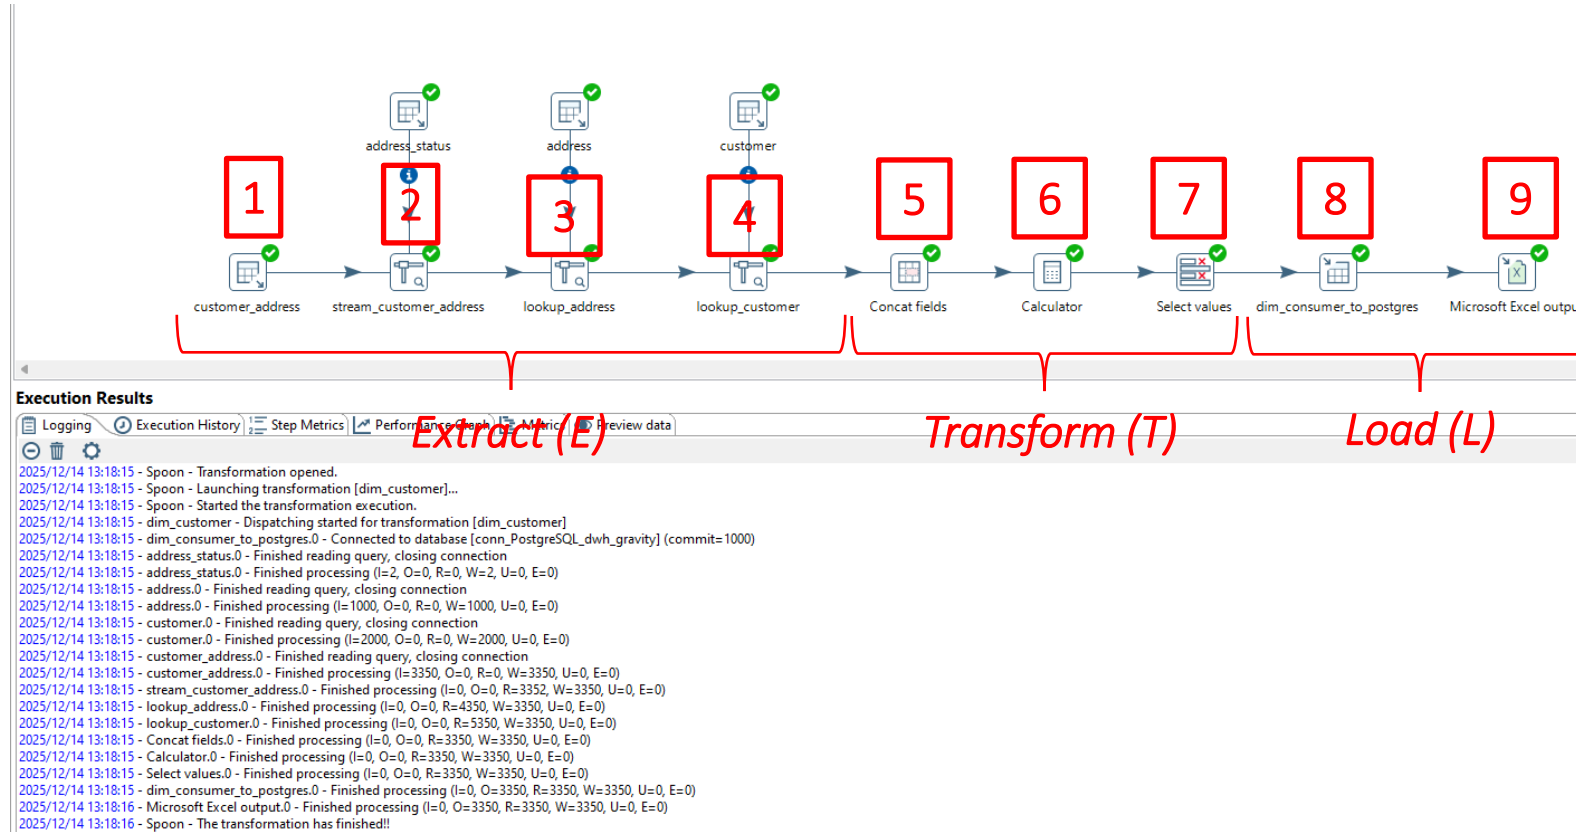 address_status address customer
1 2 3 4 5 6 7 8 9
customer_address stream_customer_address lookup_address lookup_customer Concat fields Calculator Select values dim_consumer_to_postgres Microsoft Excel outpu
Extract (E) Transform (T) Load (L)
Execution Results
Logging Execution History Step Metrics Performance Graph Metrics Preview data
2025/12/14 13:18:15 - Spoon - Transformation opened.
2025/12/14 13:18:15 - Spoon - Launching transformation [dim_customer]...
2025/12/14 13:18:15 - Spoon - Started the transformation execution.
2025/12/14 13:18:15 - dim_customer - Dispatching started for transformation [dim_customer]
2025/12/14 13:18:15 - dim_consumer_to_postgres.0 - Connected to database [conn_PostgreSQL_dwh_gravity] (commit=1000)
2025/12/14 13:18:15 - address_status.0 - Finished reading query, closing connection
2025/12/14 13:18:15 - address_status.0 - Finished processing (I=2, O=0, R=0, W=2, U=0, E=0)
2025/12/14 13:18:15 - address.0 - Finished reading query, closing connection
2025/12/14 13:18:15 - address.0 - Finished processing (I=1000, O=0, R=0, W=1000, U=0, E=0)
2025/12/14 13:18:15 - customer.0 - Finished reading query, closing connection
2025/12/14 13:18:15 - customer.0 - Finished processing (I=2000, O=0, R=0, W=2000, U=0, E=0)
2025/12/14 13:18:15 - customer_address.0 - Finished reading query, closing connection
2025/12/14 13:18:15 - customer_address.0 - Finished processing (I=3350, O=0, R=0, W=3350, U=0, E=0)
2025/12/14 13:18:15 - stream_customer_address.0 - Finished processing (I=0, O=0, R=3352, W=3350, U=0, E=0)
2025/12/14 13:18:15 - lookup_address.0 - Finished processing (I=0, O=0, R=4350, W=3350, U=0, E=0)
2025/12/14 13:18:15 - lookup_customer.0 - Finished processing (I=0, O=0, R=5350, W=3350, U=0, E=0)
2025/12/14 13:18:15 - Concat fields.0 - Finished processing (I=0, O=0, R=3350, W=3350, U=0, E=0)
2025/12/14 13:18:15 - Calculator.0 - Finished processing (I=0, O=0, R=3350, W=3350, U=0, E=0)
2025/12/14 13:18:15 - Select values.0 - Finished processing (I=0, O=0, R=3350, W=3350, U=0, E=0)
2025/12/14 13:18:15 - dim_consumer_to_postgres.0 - Finished processing (I=0, O=3350, R=3350, W=3350, U=0, E=0)
2025/12/14 13:18:16 - Microsoft Excel output.0 - Finished processing (I=0, O=3350, R=3350, W=3350, U=0, E=0)
2025/12/14 13:18:16 - Spoon - The transformation has finished!!